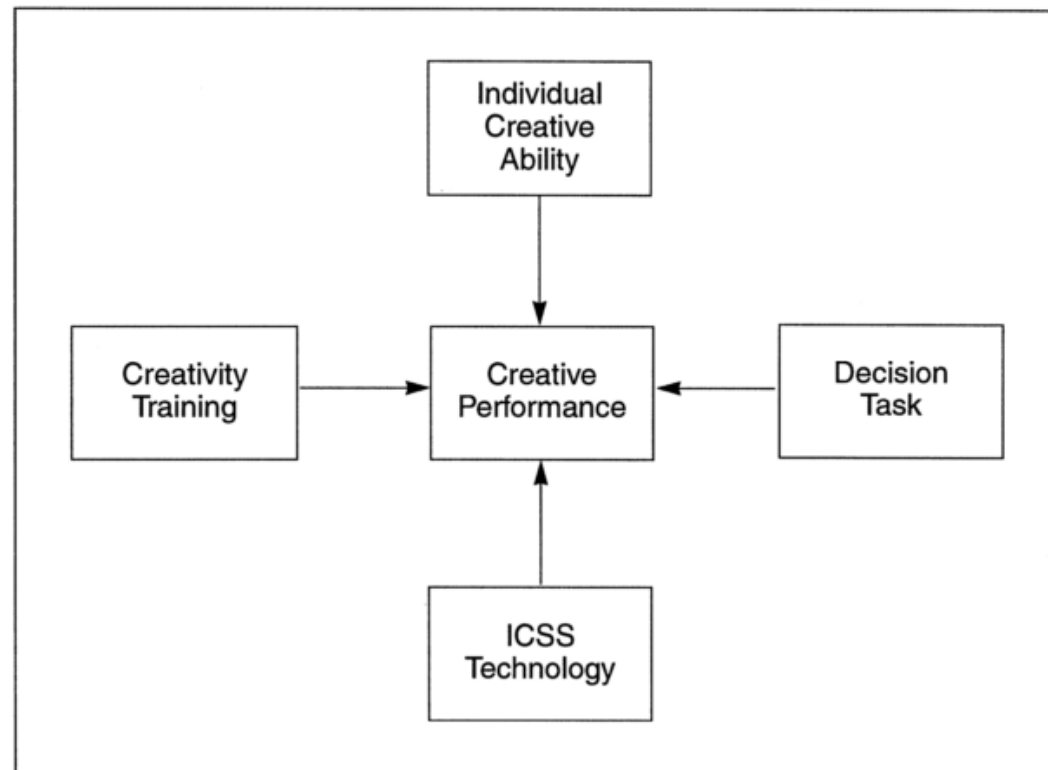 Individual
Creative
Ability
Creativity
Training
Creative
Performance
Decision
Task
ICSS
Technology